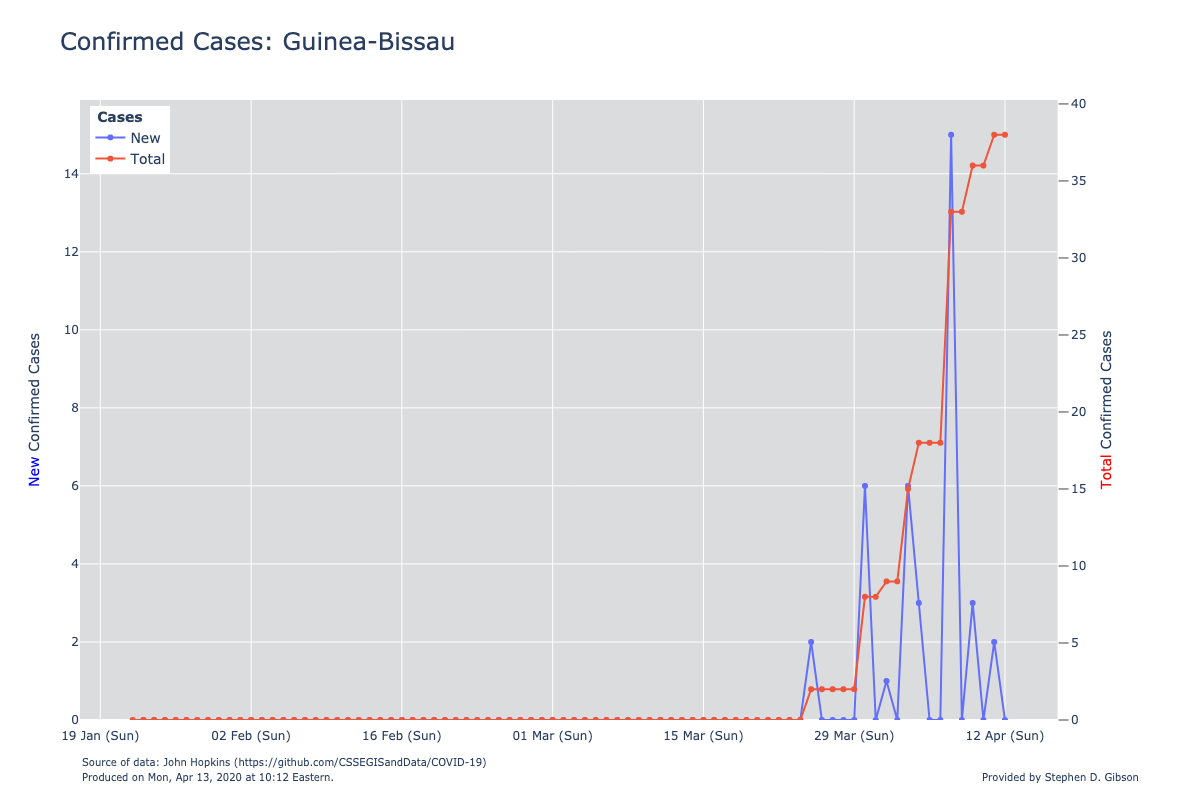 Confirmed Cases: Guinea-Bissau
Cases
New
Total
14
12
10
8
6
4
2
0
40
35
30
25
20
15
10
5
0
New Confirmed Cases
Total Confirmed Cases
19 Jan (Sun)
02 Feb (Sun)
16 Feb (Sun)
01 Mar (Sun)
15 Mar (Sun)
29 Mar (Sun)
12 Apr (Sun)
Source of data: John Hopkins (https://github.com/CSSEGISandData/COVID-19)
Produced on Mon, Apr 13, 2020 at 10:12 Eastern.
Provided by Stephen D. Gibson